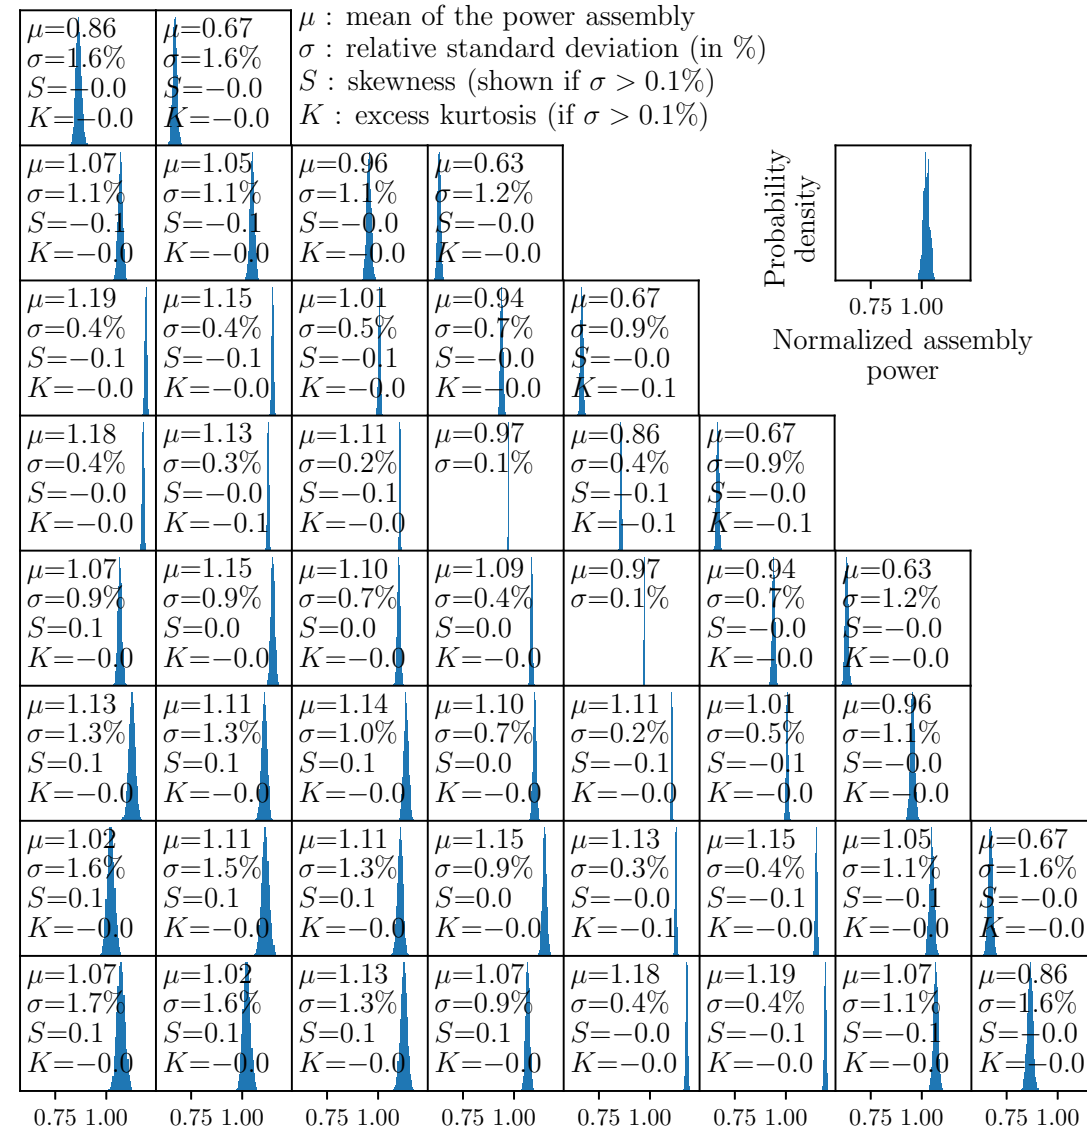 μ=0.86 μ=0.67 μ : mean of the power assembly
σ=1.6% σ=1.6% σ : relative standard deviation (in %)
S=−0.0 S=−0.0 S : skewness (shown if σ > 0.1%)
K=−0.0 K=−0.0 K : excess kurtosis (if σ > 0.1%)
μ=1.07 μ=1.05 μ=0.96 μ=0.63
σ=1.1% σ=1.1% σ=1.1% σ=1.2%
S=−0.1 S=−0.1 S=−0.0 S=−0.0
K=−0.0 K=−0.0 K=−0.0 K=−0.0
Probability
density
0.75 1.00
Normalized assembly
power
μ=1.19 μ=1.15 μ=1.01 μ=0.94 μ=0.67
σ=0.4% σ=0.4% σ=0.5% σ=0.7% σ=0.9%
S=−0.1 S=−0.1 S=−0.1 S=−0.0 S=−0.0
K=−0.0 K=−0.0 K=−0.0 K=−0.0 K=−0.1
μ=1.18 μ=1.13 μ=1.11 μ=0.97 μ=0.86 μ=0.67
σ=0.4% σ=0.3% σ=0.2% σ=0.1% σ=0.4% σ=0.9%
S=−0.0 S=−0.0 S=−0.1 S=−0.1 S=−0.0
K=−0.0 K=−0.1 K=−0.0 K=−0.1 K=−0.1
μ=1.07 μ=1.15 μ=1.10 μ=1.09 μ=0.97 μ=0.94 μ=0.63
σ=0.9% σ=0.9% σ=0.7% σ=0.4% σ=0.1% σ=0.7% σ=1.2%
S=0.1 S=0.0 S=0.0 S=0.0 S=−0.0 S=−0.0
K=−0.0 K=−0.0 K=−0.0 K=−0.0 K=−0.0 K=−0.0
μ=1.13 μ=1.11 μ=1.14 μ=1.10 μ=1.11 μ=1.01 μ=0.96
σ=1.3% σ=1.3% σ=1.0% σ=0.7% σ=0.2% σ=0.5% σ=1.1%
S=0.1 S=0.1 S=0.1 S=0.0 S=−0.1 S=−0.1 S=−0.0
K=−0.0 K=−0.0 K=−0.0 K=−0.0 K=−0.0 K=−0.0 K=−0.0
μ=1.02 μ=1.11 μ=1.11 μ=1.15 μ=1.13 μ=1.15 μ=1.05 μ=0.67
σ=1.6% σ=1.5% σ=1.3% σ=0.9% σ=0.3% σ=0.4% σ=1.1% σ=1.6%
S=0.1 S=0.1 S=0.1 S=0.0 S=−0.0 S=−0.1 S=−0.1 S=−0.0
K=−0.0 K=−0.0 K=−0.0 K=−0.0 K=−0.1 K=−0.0 K=−0.0 K=−0.0
μ=1.07 μ=1.02 μ=1.13 μ=1.07 μ=1.18 μ=1.19 μ=1.07 μ=0.86
σ=1.7% σ=1.6% σ=1.3% σ=0.9% σ=0.4% σ=0.4% σ=1.1% σ=1.6%
S=0.1 S=0.1 S=0.1 S=0.1 S=−0.0 S=−0.1 S=−0.1 S=−0.0
K=−0.0 K=−0.0 K=−0.0 K=−0.0 K=−0.0 K=−0.0 K=−0.0 K=−0.0
0.75 1.00 0.75 1.00 0.75 1.00 0.75 1.00 0.75 1.00 0.75 1.00 0.75 1.00 0.75 1.00